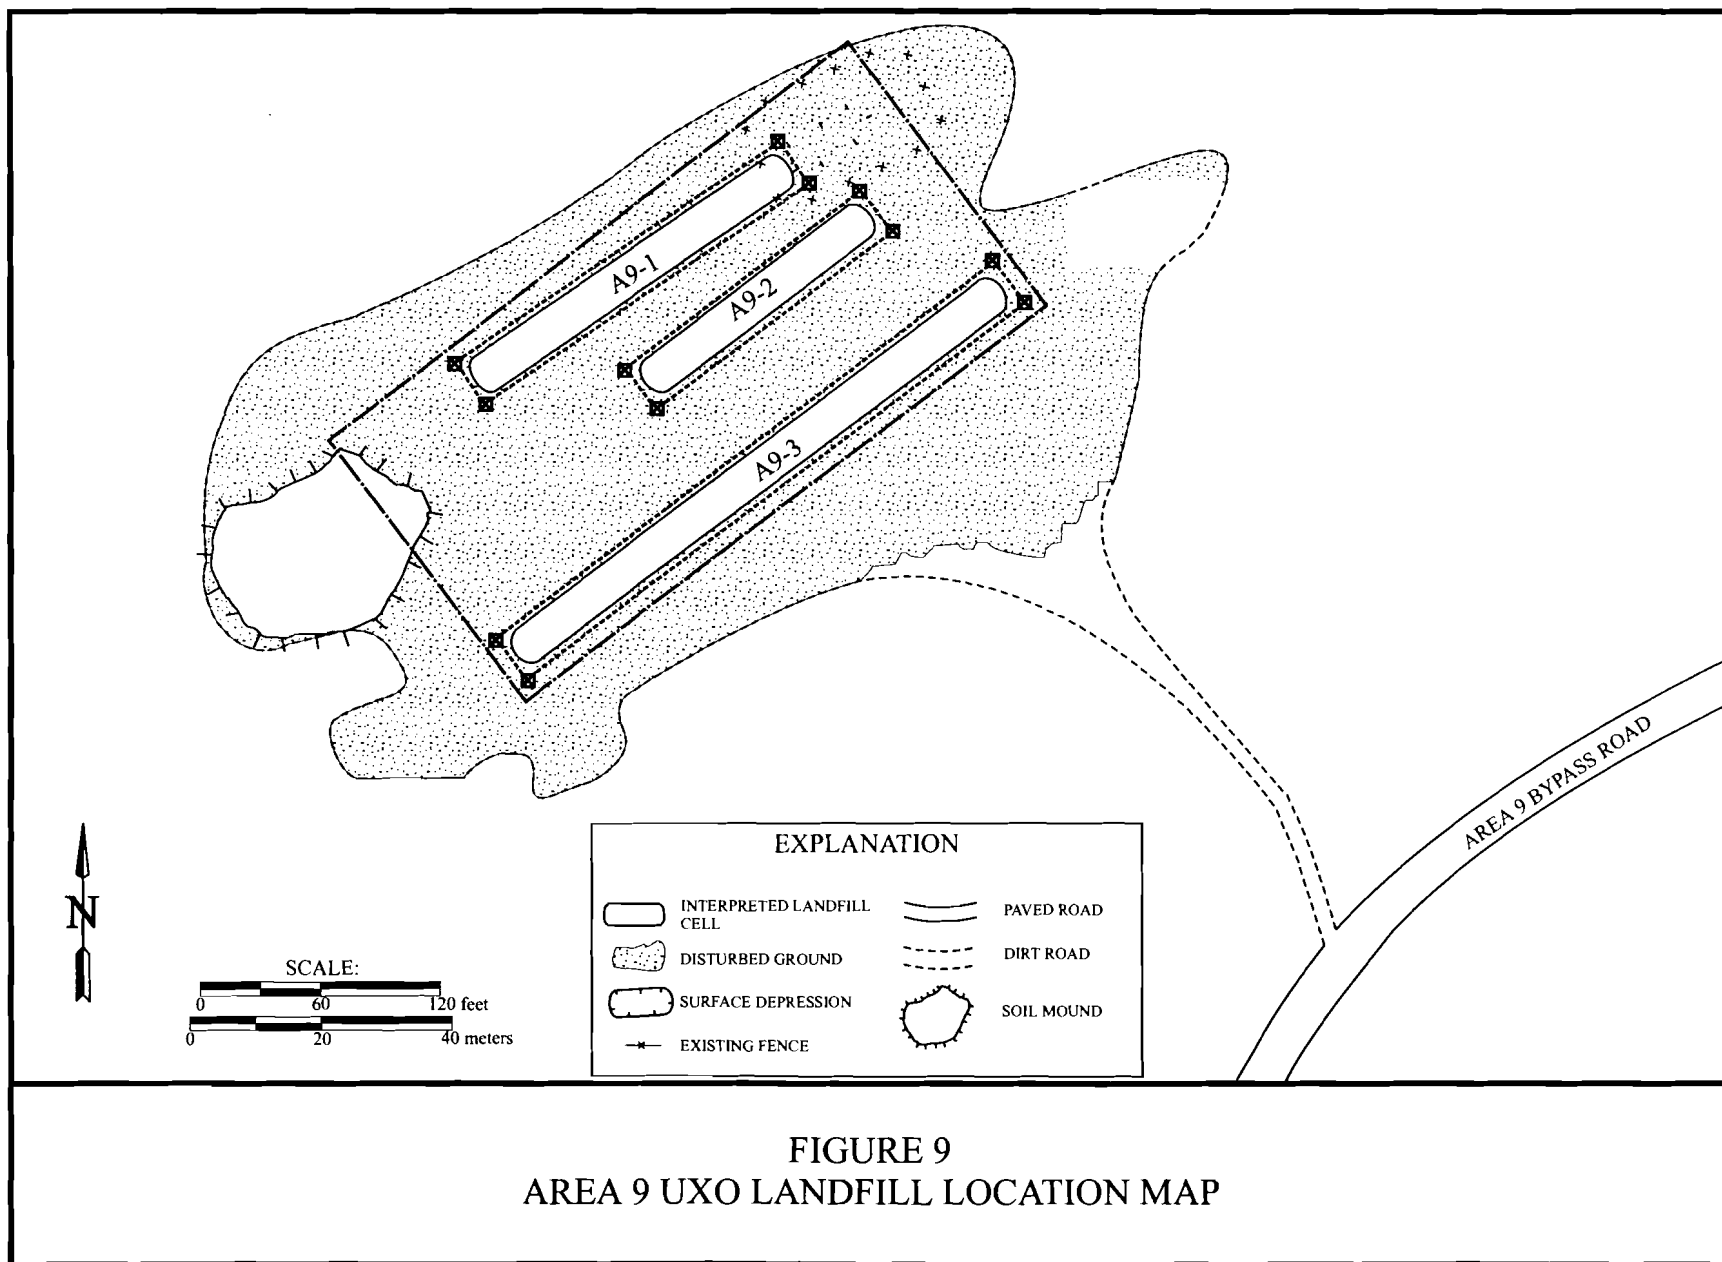 A9-1
A9-2
A9-3
AREA 9 BYPASS ROAD
N
SCALE:
0 60 120 feet
0 20 40 meters
EXPLANATION
INTERPRETED LANDFILL
CELL
DISTURBED GROUND
SURFACE DEPRESSION
EXISTING FENCE
PAVED ROAD
DIRT ROAD
SOIL MOUND
FIGURE 9
AREA 9 UXO LANDFILL LOCATION MAP